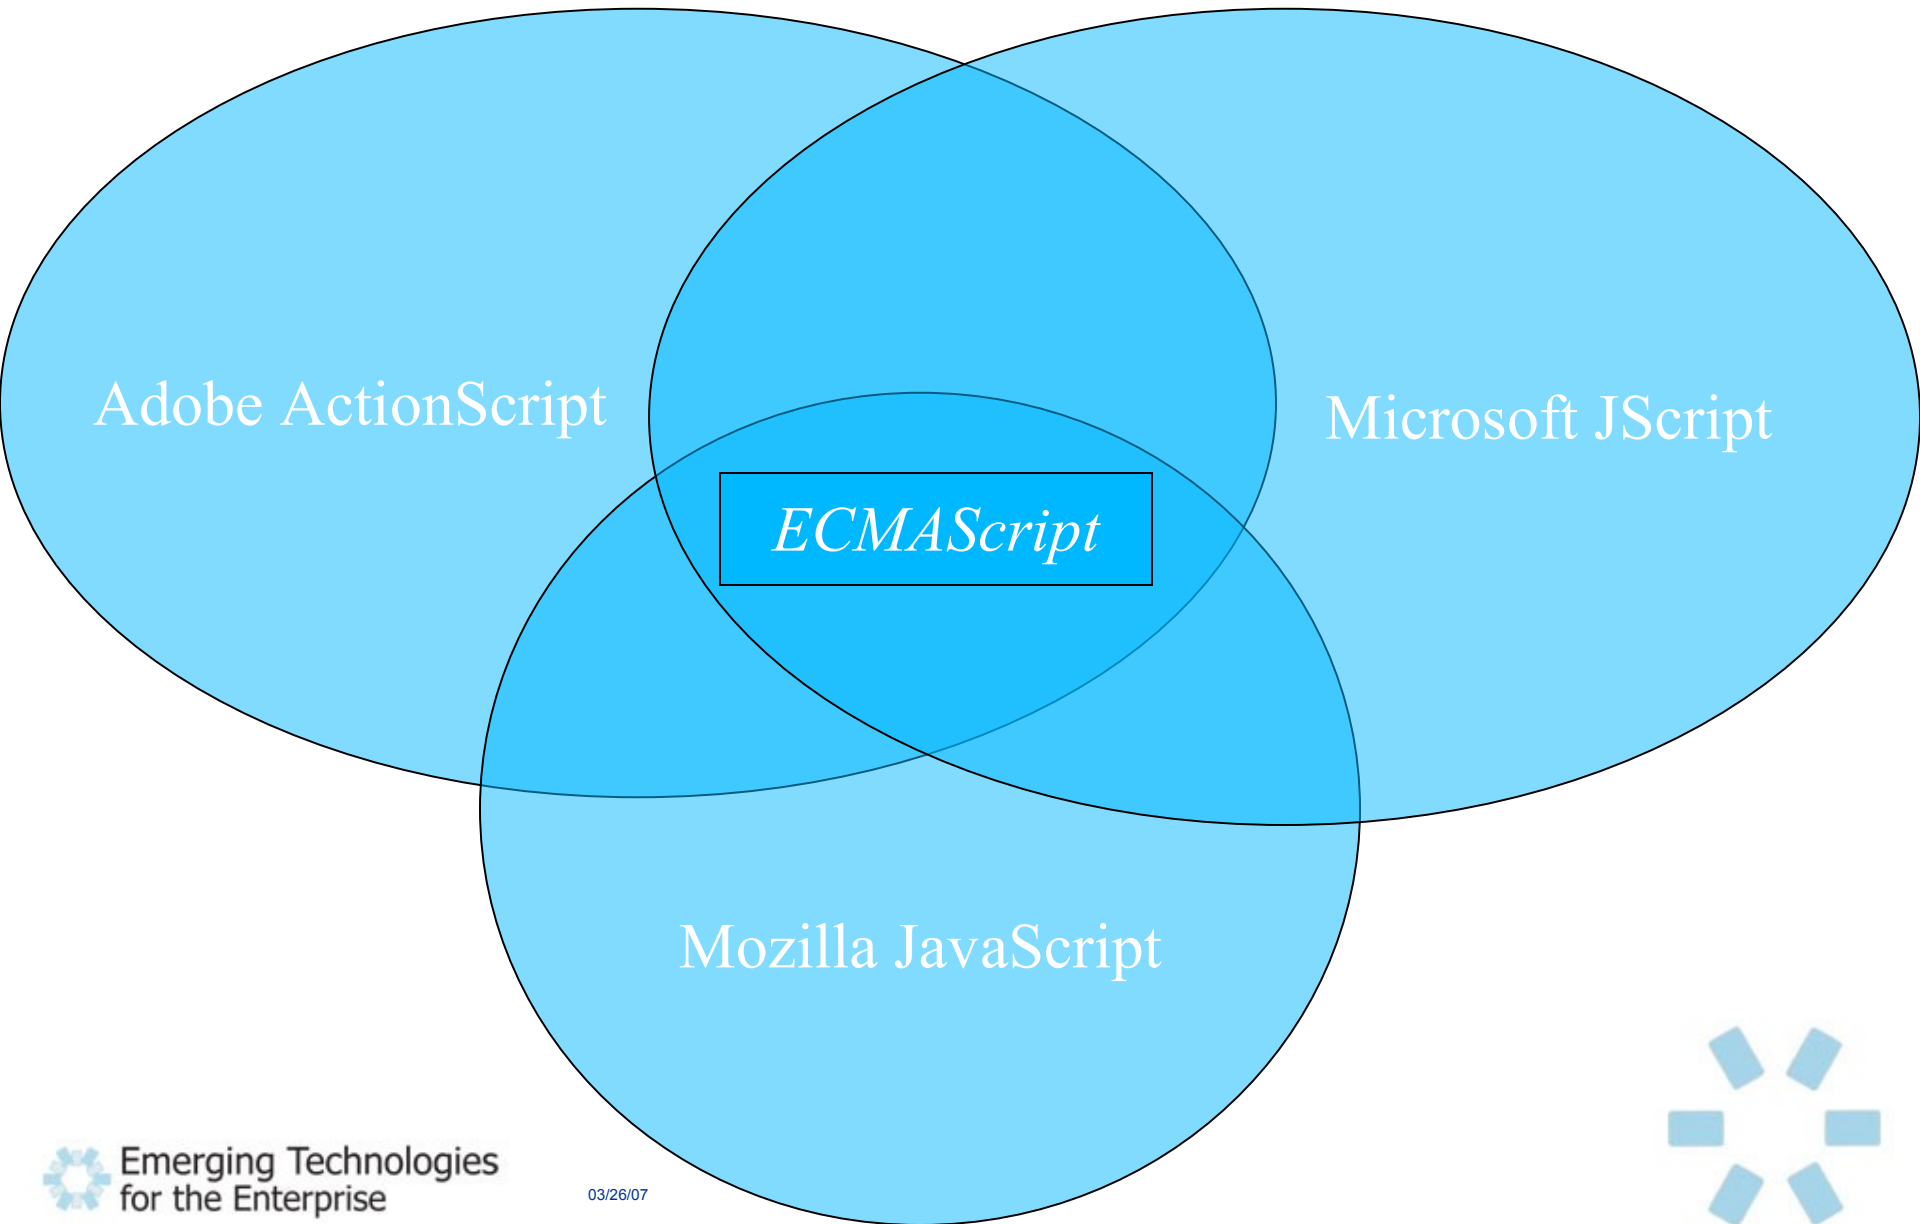 Adobe ActionScript
Microsoft JScript
ECMAScript
Mozilla JavaScript
Emerging Technologies
for the Enterprise
03/26/07